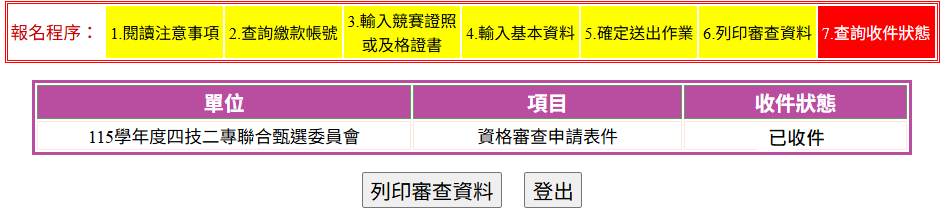 報名程序：
1.閱讀注意事項
2.查詢繳款帳號
3.輸入競賽證照
或及格證書
4.輸入基本資料
5.確定送出作業
6.列印審查資料
7.查詢收件狀態
單位 項目 收件狀態
115學年度四技二專聯合甄選委員會 資格審查申請表件 已收件
列印審查資料 登出